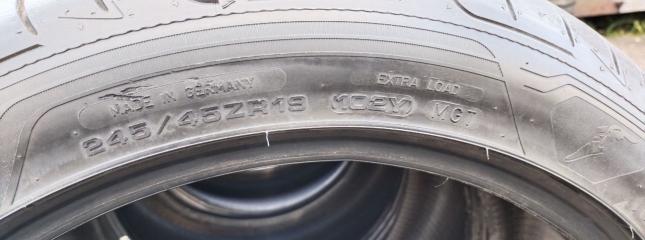 MADE IN GERMANY EXTRA LOAD
245/45ZR19 (102Y) MGT